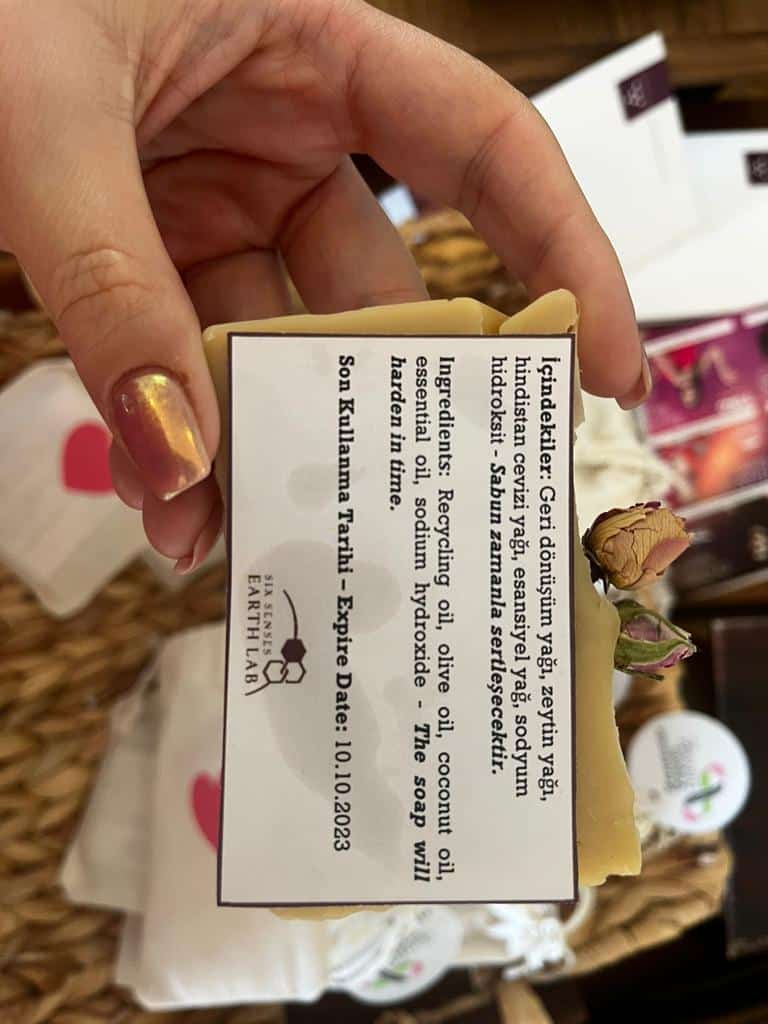 İçindekiler: Geri dönüşüm yağı, zeytin yağı,
hindistan cevizi yağı, esansiyel yağ, sodyum
hidroksit - Sabun zamanla sertleşecektir.
Ingredients: Recycling oil, olive oil, coconut oil,
essential oil, sodium hydroxide - The soap will
harden in time.
Son Kullanma Tarihi – Expire Date: 10.10.2023
SIX SENSES
EARTH LAB